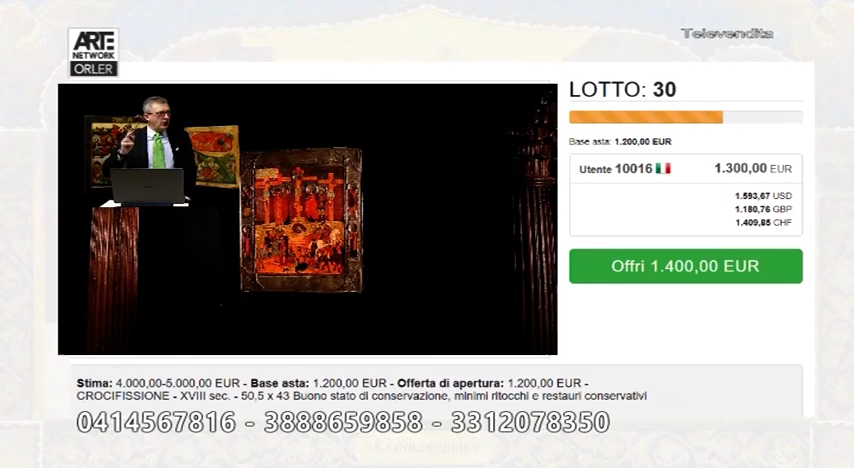 ARTE
NETWORK
ORLER
Televendita
LOTTO: 30
Base asta: 1.200,00 EUR
Utente 10016 1.300,00 EUR
1.593,67 USD
1.180,76 GBP
1.409,85 CHF
Offri 1.400,00 EUR
Stima: 4.000,00-5.000,00 EUR - Base asta: 1.200,00 EUR - Offerta di apertura: 1.200,00 EUR -
CROCIFISSIONE - XVIII sec. - 50,5 x 43 Buono stato di conservazione, minimi ritocchi e restauri conservativi
0414567816 - 3888659858 - 3312078350